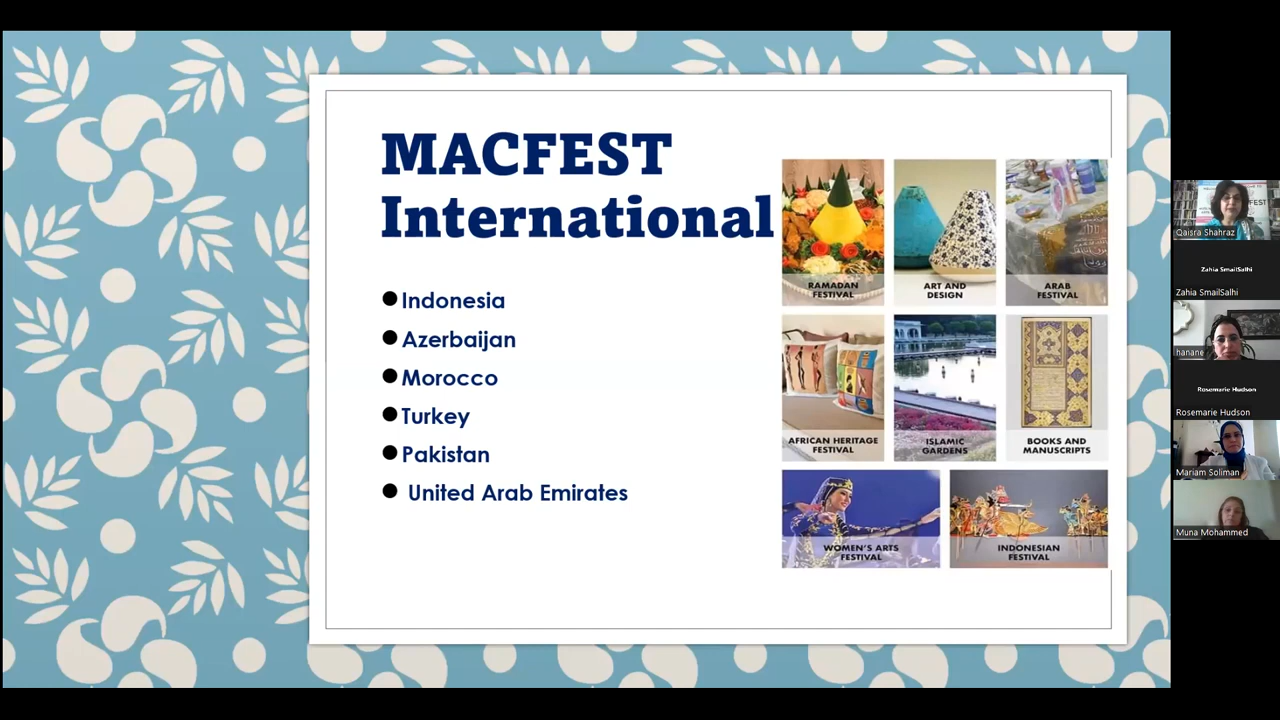 MACFEST
International
Indonesia
Azerbaijan
Morocco
Turkey
Pakistan
United Arab Emirates
RAMADAN
FESTIVAL
ART AND
DESIGN
ARAB
FESTIVAL
AFRICAN HERITAGE
FESTIVAL
ISLAMIC
GARDENS
BOOKS AND
MANUSCRIPTS
WOMEN'S ARTS
FESTIVAL
INDONESIAN
FESTIVAL
Qaisra Shahraz
Zahia SmailSalhi
Zahia SmailSalhi
hanane
Rosemarie Hudson
Rosemarie Hudson
Mariam Soliman
Muna Mohammed